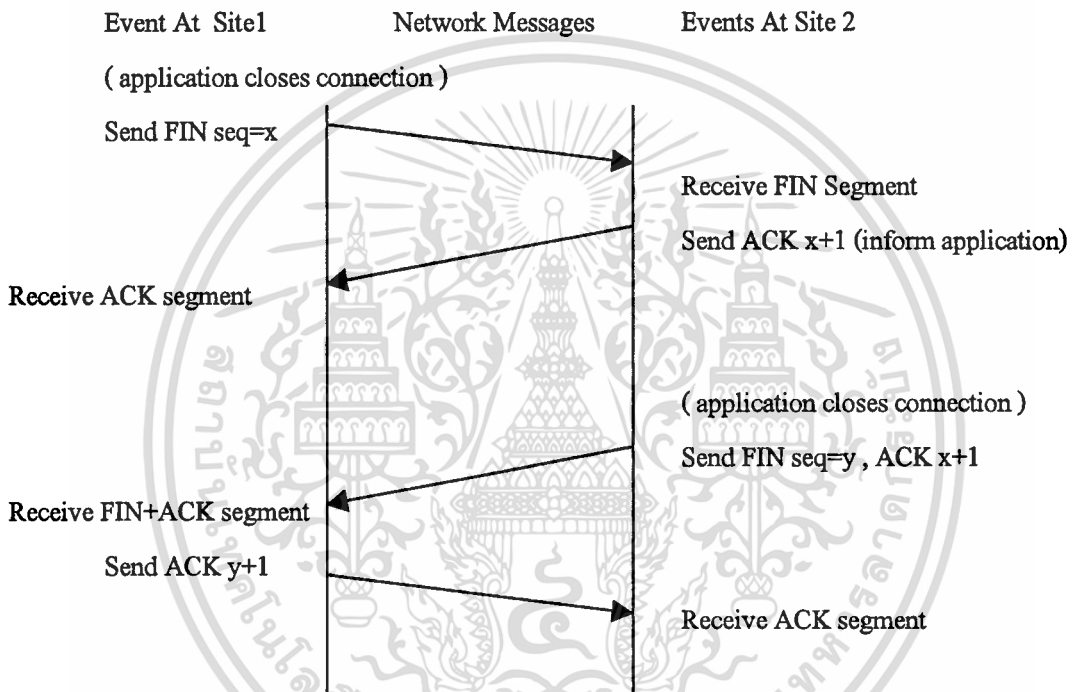 Event At Site1 Network Messages Events At Site 2
( application closes connection )
Send FIN seq=x
Receive FIN Segment
Send ACK x+1 (inform application)
Receive ACK segment
( application closes connection )
Send FIN seq=y , ACK x+1
Receive FIN+ACK segment
Send ACK y+1
Receive ACK segment